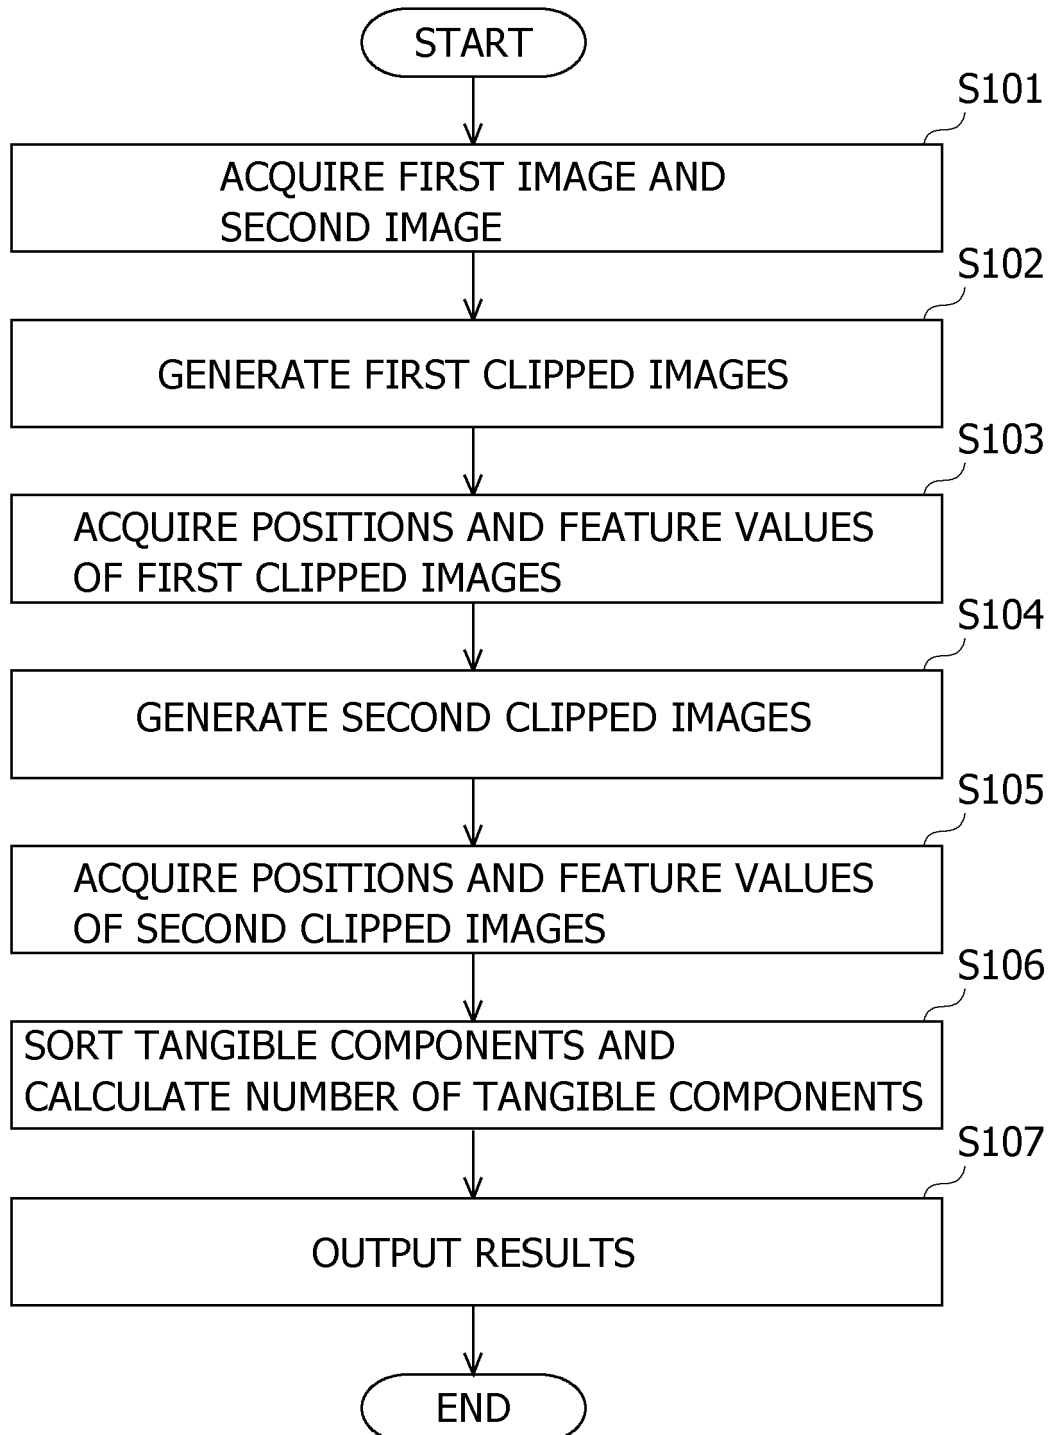 START
S101
ACQUIRE FIRST IMAGE AND
SECOND IMAGE
S102
GENERATE FIRST CLIPPED IMAGES
S103
ACQUIRE POSITIONS AND FEATURE VALUES
OF FIRST CLIPPED IMAGES
S104
GENERATE SECOND CLIPPED IMAGES
S105
ACQUIRE POSITIONS AND FEATURE VALUES
OF SECOND CLIPPED IMAGES
S106
SORT TANGIBLE COMPONENTS AND
CALCULATE NUMBER OF TANGIBLE COMPONENTS
S107
OUTPUT RESULTS
END